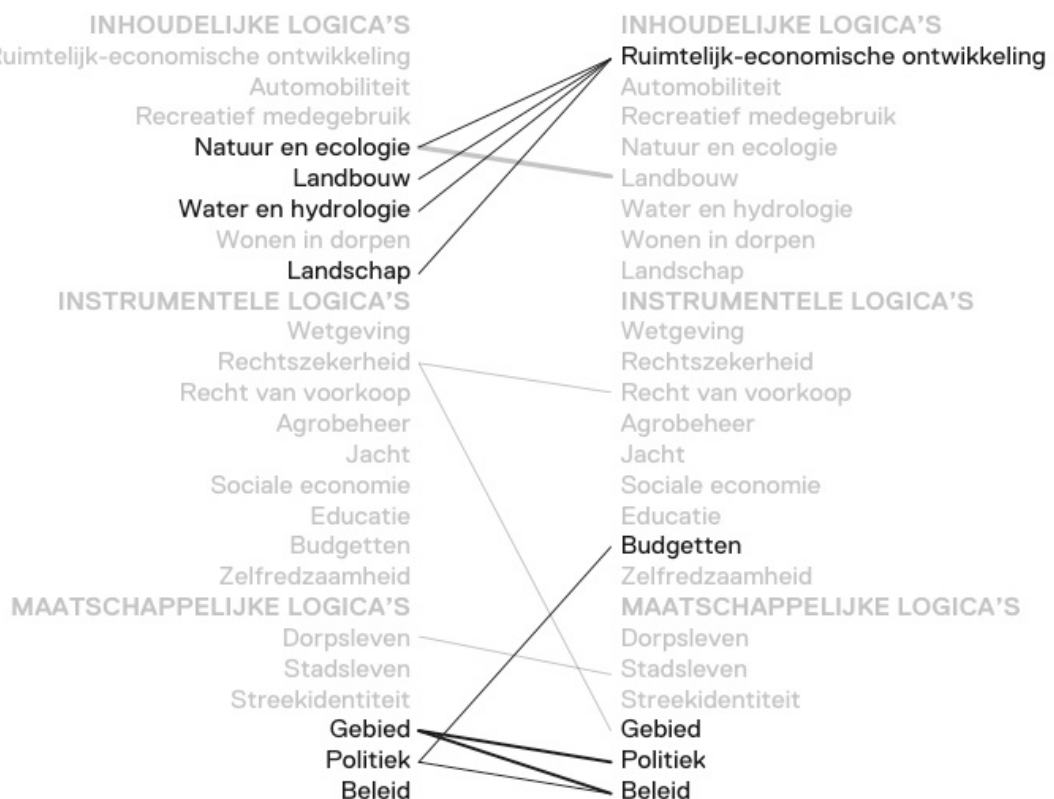 INHOUDELIJKE LOGICA'S
Ruimtelijk-economische ontwikkeling
Automobiliteit
Recreatief medegebruik
Natuur en ecologie
Landbouw
Water en hydrologie
Wonen in dorpen
Landschap
INSTRUMENTELE LOGICA'S
Wetgeving
Rechtszekerheid
Recht van voorkoop
Agrobeheer
Jacht
Sociale economie
Educatie
Budgetten
Zelfredzaamheid
MAATSCHAPPELIJKE LOGICA'S
Dorpsleven
Stadsleven
Streekidentiteit
Gebied
Politiek
Beleid
INHOUDELIJKE LOGICA'S
Ruimtelijk-economische ontwikkeling
Automobiliteit
Recreatief medegebruik
Natuur en ecologie
Landbouw
Water en hydrologie
Wonen in dorpen
Landschap
INSTRUMENTELE LOGICA'S
Wetgeving
Rechtszekerheid
Recht van voorkoop
Agrobeheer
Jacht
Sociale economie
Educatie
Budgetten
Zelfredzaamheid
MAATSCHAPPELIJKE LOGICA'S
Dorpsleven
Stadsleven
Streekidentiteit
Gebied
Politiek
Beleid